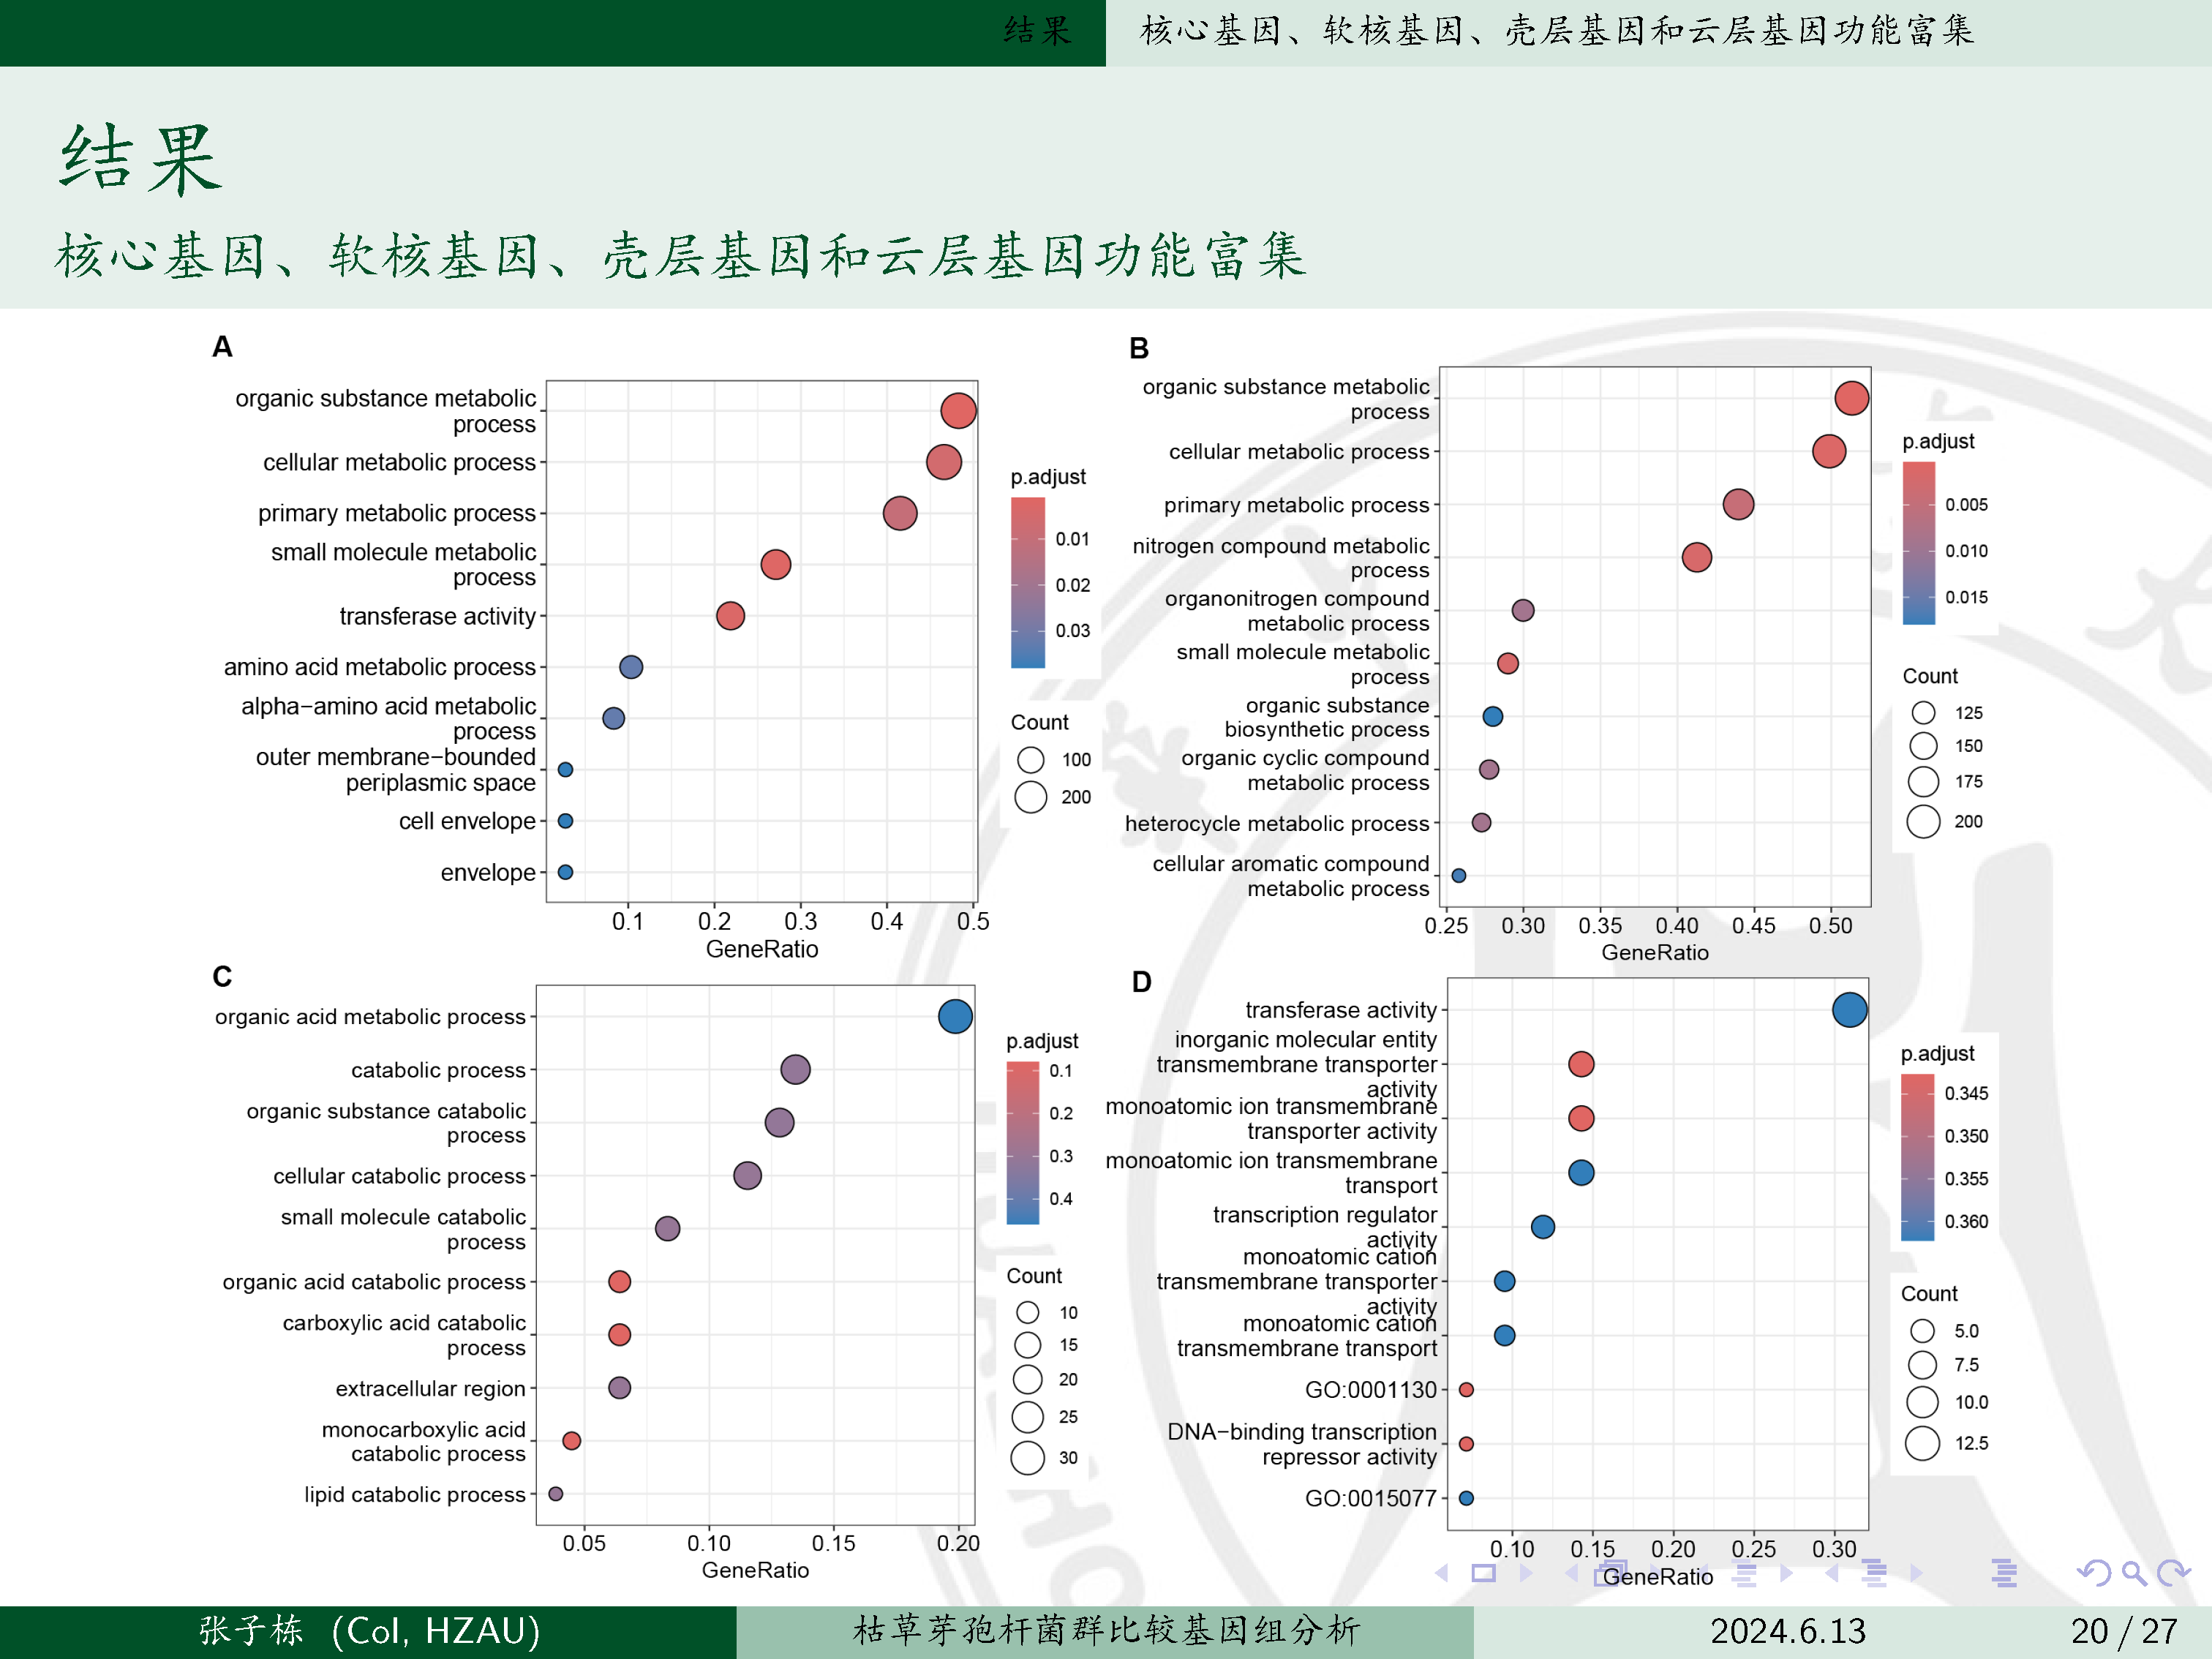 结果
核心基因、软核基因、壳层基因和云层基因功能富集
结果
核心基因、软核基因、壳层基因和云层基因功能富集
A
organic substance metabolic
process
cellular metabolic process
primary metabolic process
small molecule metabolic
process
transferase activity
amino acid metabolic process
alpha−amino acid metabolic
process
outer membrane−bounded
periplasmic space
cell envelope
envelope
0.1 0.2 0.3 0.4 0.5
GeneRatio
p.adjust
0.01
0.02
0.03
Count
100
200
B
organic substance metabolic
process
cellular metabolic process
primary metabolic process
nitrogen compound metabolic
process
organonitrogen compound
metabolic process
small molecule metabolic
process
organic substance
biosynthetic process
organic cyclic compound
metabolic process
heterocycle metabolic process
cellular aromatic compound
metabolic process
0.25 0.30 0.35 0.40 0.45 0.50
GeneRatio
p.adjust
0.005
0.010
0.015
Count
125
150
175
200
C
organic acid metabolic process
catabolic process
organic substance catabolic
process
cellular catabolic process
small molecule catabolic
process
organic acid catabolic process
carboxylic acid catabolic
process
extracellular region
monocarboxylic acid
catabolic process
lipid catabolic process
0.05 0.10 0.15 0.20
GeneRatio
p.adjust
0.1
0.2
0.3
0.4
Count
10
15
20
25
30
D
transferase activity
inorganic molecular entity
transmembrane transporter
activity
monoatomic ion transmembrane
transporter activity
monoatomic ion transmembrane
transport
transcription regulator
activity
monoatomic cation
transmembrane transporter
activity
monoatomic cation
transmembrane transport
GO:0001130
DNA−binding transcription
repressor activity
GO:0015077
0.10 0.15 0.20 0.25 0.30
GeneRatio
p.adjust
0.345
0.350
0.355
0.360
Count
5.0
7.5
10.0
12.5
张子栋 (CoI, HZAU)
枯草芽孢杆菌群比较基因组分析
2024.6.13
20 / 27